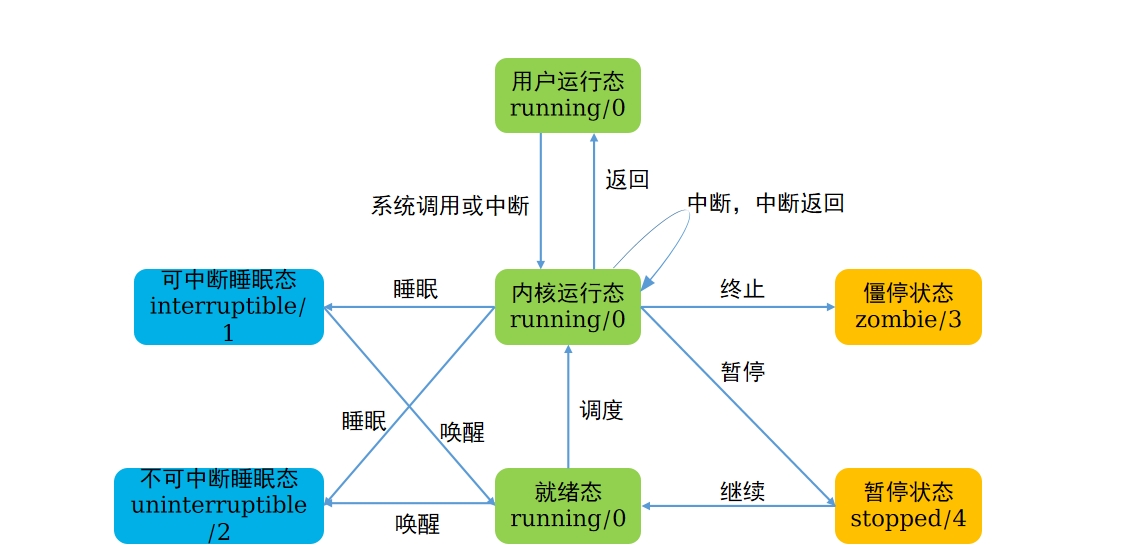 用户运行态
running/0
返回
系统调用或中断
中断，中断返回
可中断睡眠态
interruptible/
1
睡眠
内核运行态
running/0
终止
僵停状态
zombie/3
暂停
调度
睡眠
唤醒
不可中断睡眠态
uninterruptible
/2
唤醒
就绪态
running/0
继续
暂停状态
stopped/4